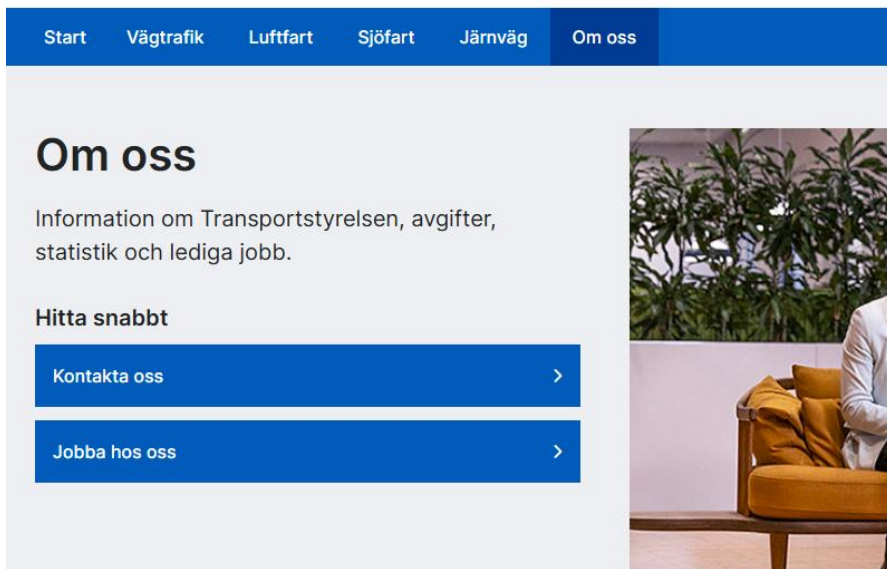 Start Vägtrafik Luftfart Sjöfart Järnväg Om oss
Om oss
Information om Transportstyrelsen, avgifter,
statistik och lediga jobb.
Hitta snabbt
Kontakta oss
Jobba hos oss